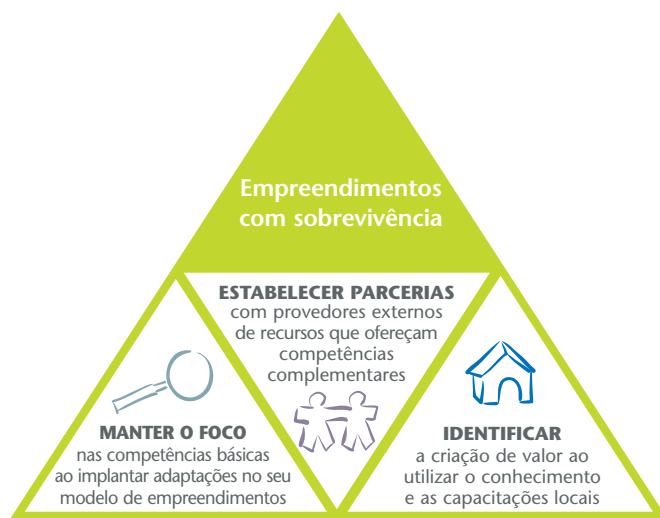 Empreendimentos
com sobrevivência
ESTABELECER PARCERIAS
com provedores externos
de recursos que ofereçam
competências
complementares
MANTER O FOCO
nas competências básicas
ao implantar adaptações no seu
modelo de empreendimentos
IDENTIFICAR
a criação de valor ao
utilizar o conhecimento
e as capacitações locais